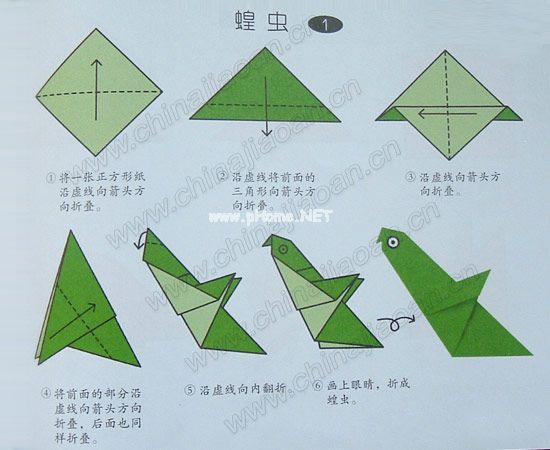 蝗虫 1
① 将一张正方形纸
沿虚线向箭头方
向折叠。
② 沿虚线将前面的
三角形向箭头方
向折叠。
③ 沿虚线向箭头方
向折叠。
www.pHome.NET
④ 将前面的部分沿
虚线向箭头方向
折叠，后面也同
样折叠。
⑤ 沿虚线向内翻折。
⑥ 画上眼睛，折成
蝗虫。
www.chinajiaoan.cn
www.chinajiaoan.cn
www.chinajiaoan.cn
www.chinajiaoan.cn